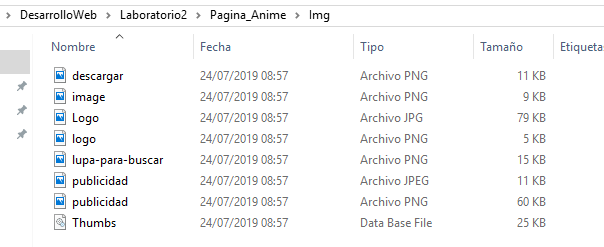 DesarrolloWeb > Laboratorio2 > Pagina_Anime > Img
Nombre Fecha Tipo Tamaño Etiquetas
descargar 24/07/2019 08:57 Archivo PNG 11 KB
image 24/07/2019 08:57 Archivo PNG 9 KB
Logo 24/07/2019 08:57 Archivo JPG 79 KB
logo 24/07/2019 08:57 Archivo PNG 5 KB
lupa-para-buscar 24/07/2019 08:57 Archivo PNG 15 KB
publicidad 24/07/2019 08:57 Archivo JPEG 11 KB
publicidad 24/07/2019 08:57 Archivo PNG 60 KB
Thumbs 24/07/2019 08:57 Data Base File 25 KB